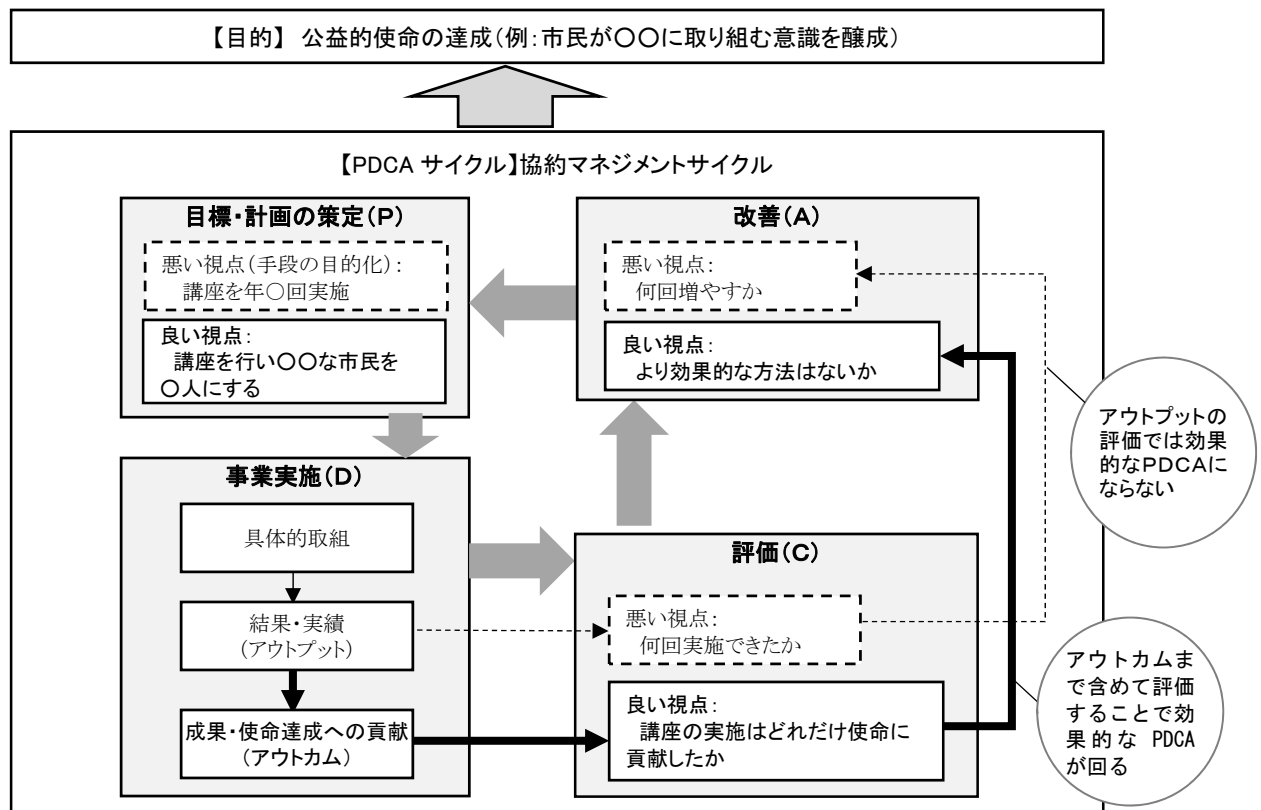 【目的】 公益的使命の達成(例:市民が〇〇に取り組む意識を醸成)
【PDCA サイクル】協約マネジメントサイクル
目標・計画の策定(P)
悪い視点(手段の目的化):
講座を年〇回実施
良い視点:
講座を行い〇〇な市民を
〇人にする
改善(A)
悪い視点:
何回増やすか
良い視点:
より効果的な方法はないか
アウトプットの
評価では効果
的なPDCAに
ならない
事業実施(D)
具体的取組
結果・実績
(アウトプット)
成果・使命達成への貢献
(アウトカム)
評価(C)
悪い視点:
何回実施できたか
良い視点:
講座の実施はどれだけ使命に
貢献したか
アウトカムま
で含めて評価
することで効
果的な PDCA
が回る